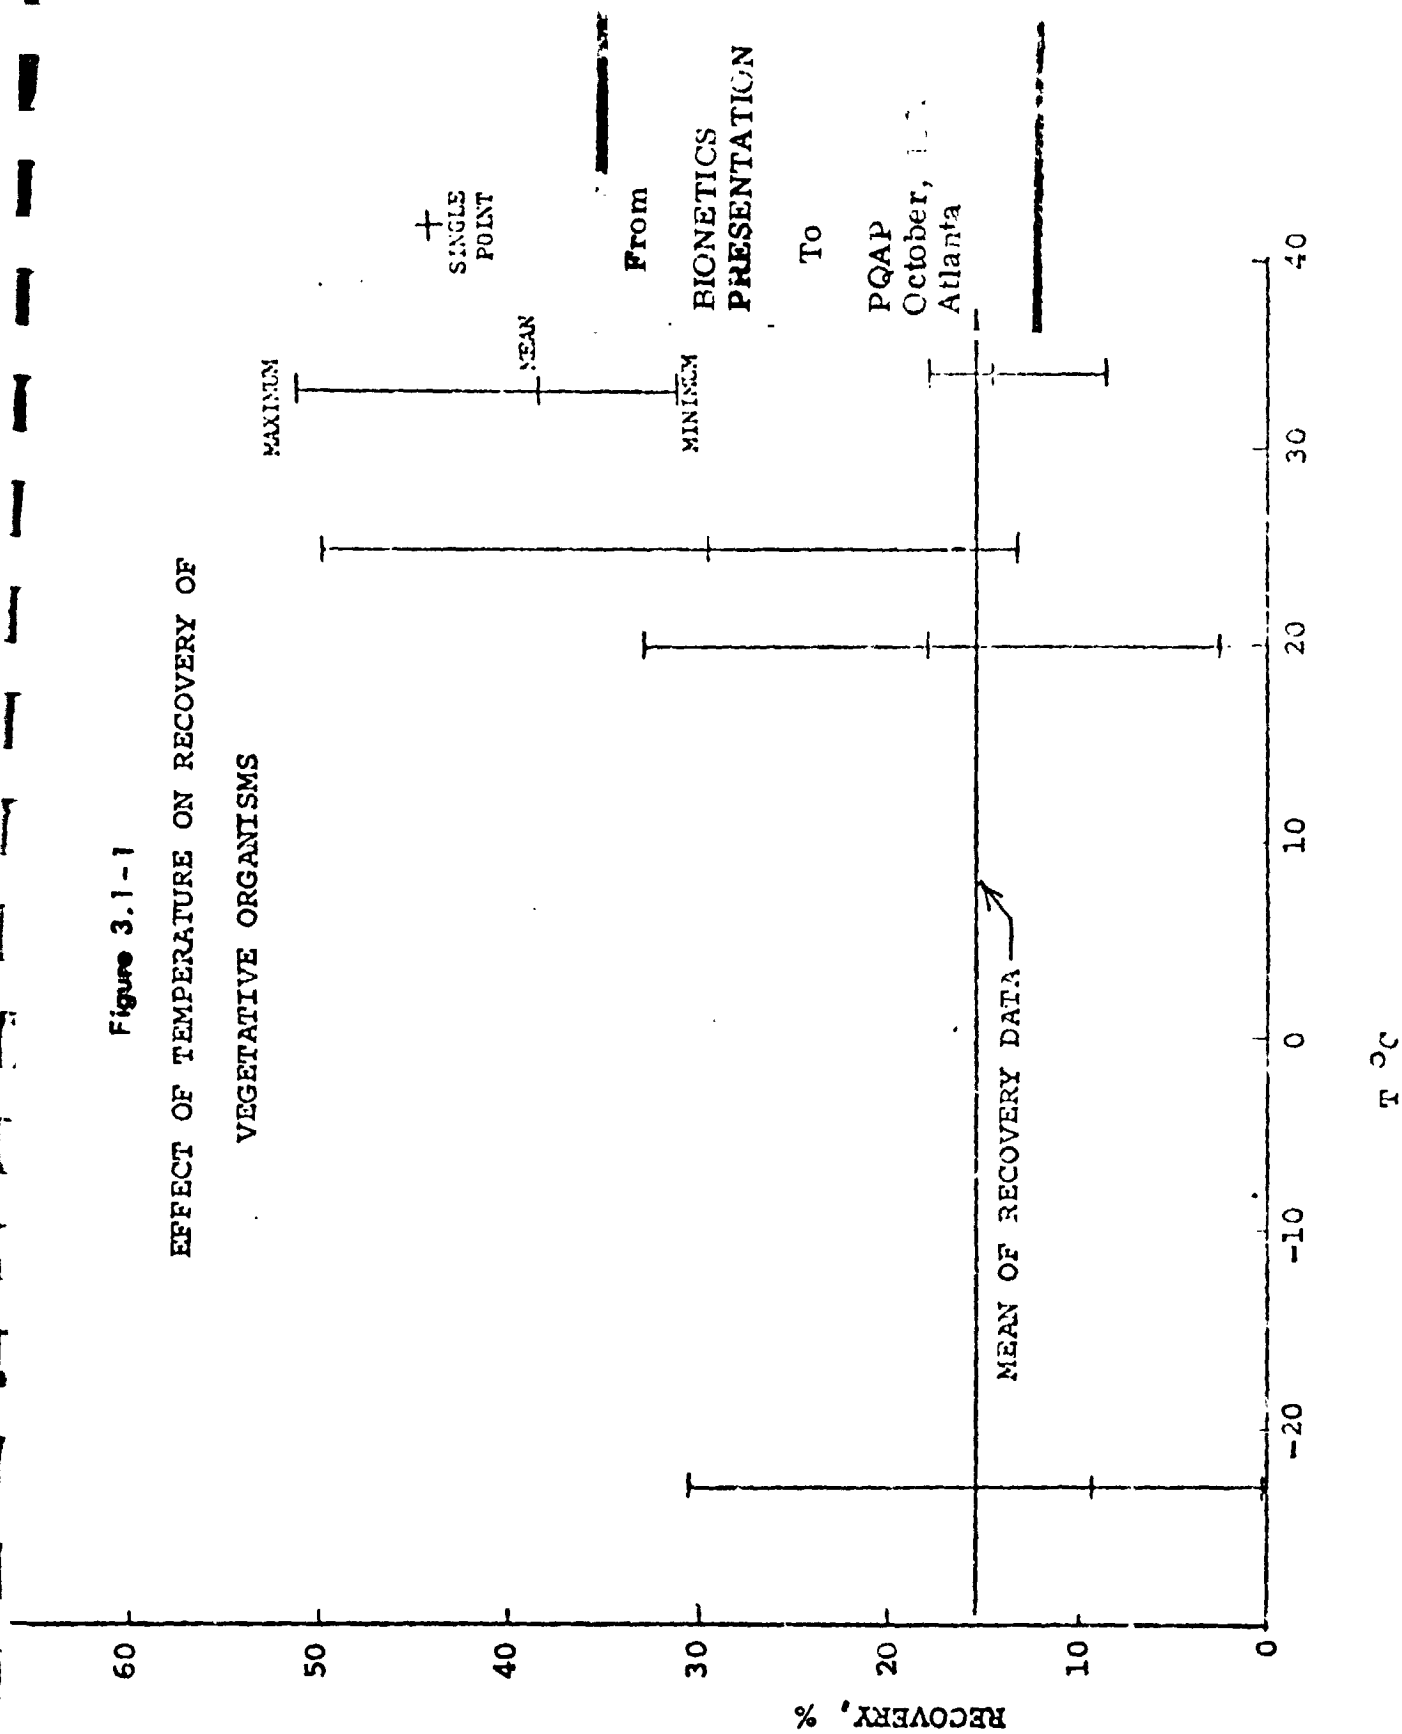 Figure 3.1-1
EFFECT OF TEMPERATURE ON RECOVERY OF
VEGETATIVE ORGANISMS
MAXIMUM
MEAN
MINIMUM
SINGLE
POINT
From
BIONETICS
PRESENTATION
To
PQAP
October,
Atlanta
RECOVERY, %
60
50
40
30
20
10
0
MEAN OF RECOVERY DATA
-20
-10
0
10
20
30
40
T °C